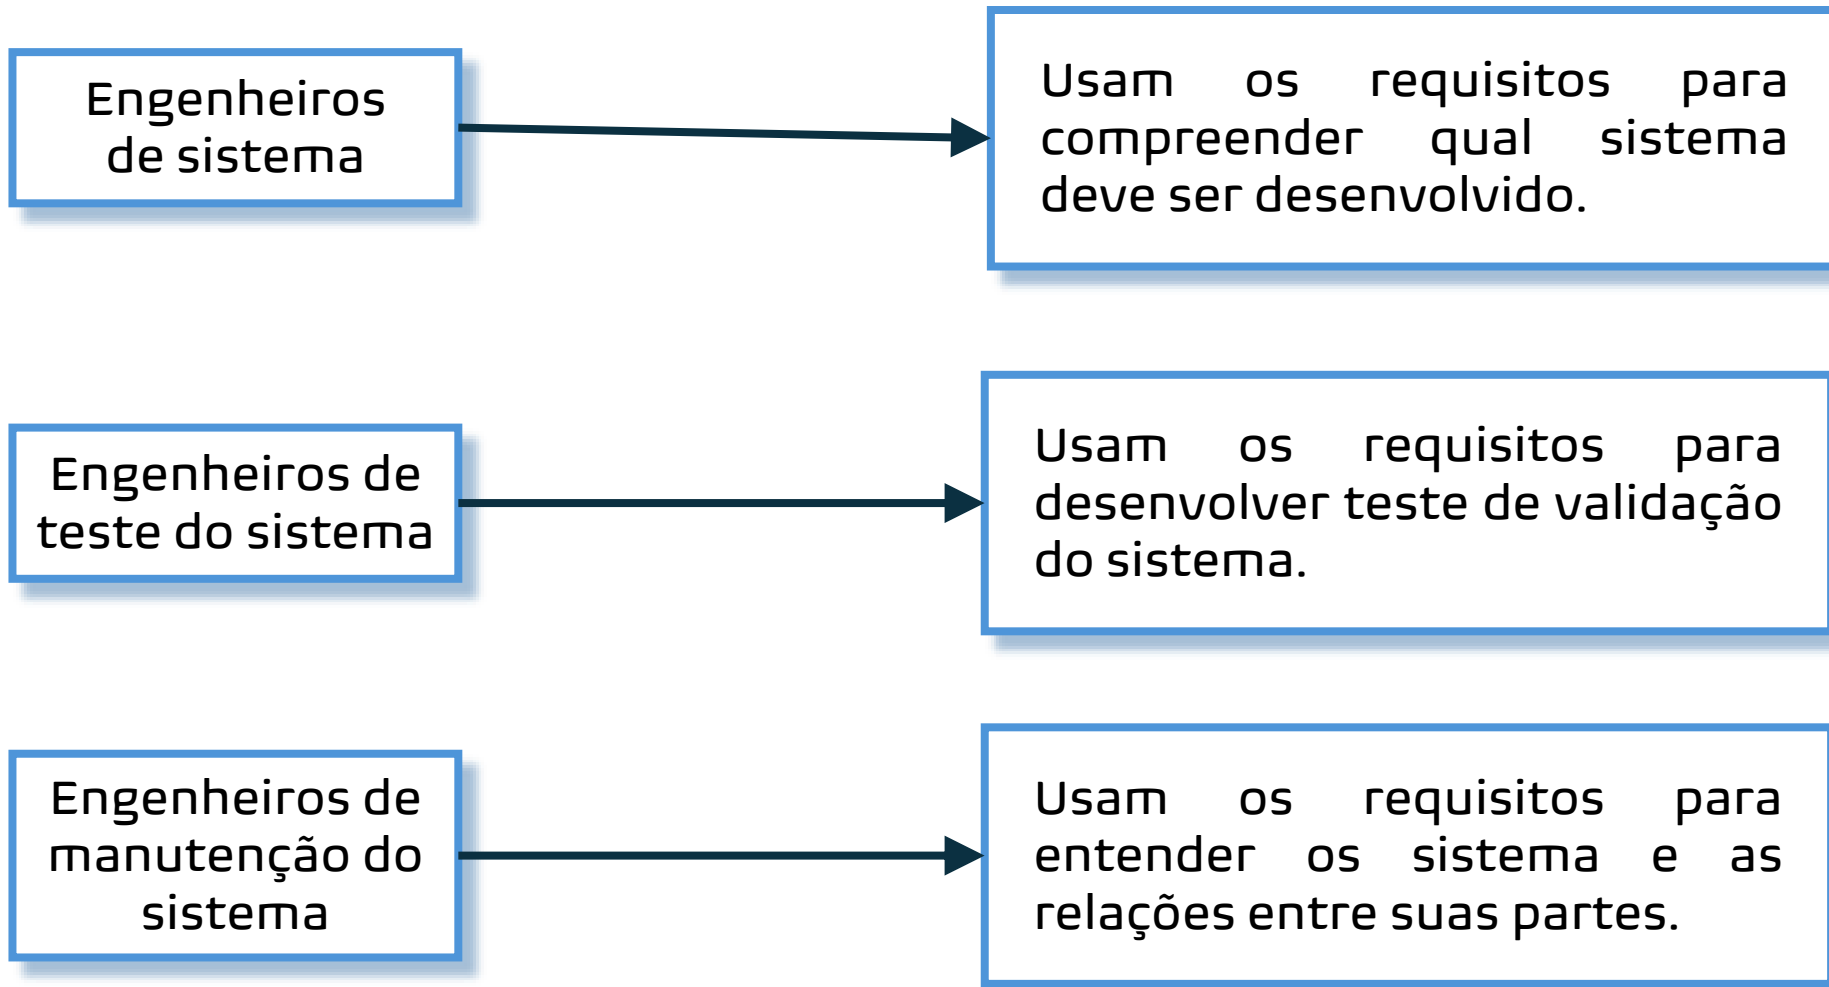 Engenheiros
de sistema
Usam os requisitos para
compreender qual sistema
deve ser desenvolvido.
Engenheiros de
teste do sistema
Usam os requisitos para
desenvolver teste de validação
do sistema.
Engenheiros de
manutenção do
sistema
Usam os requisitos para
entender os sistema e as
relações entre suas partes.